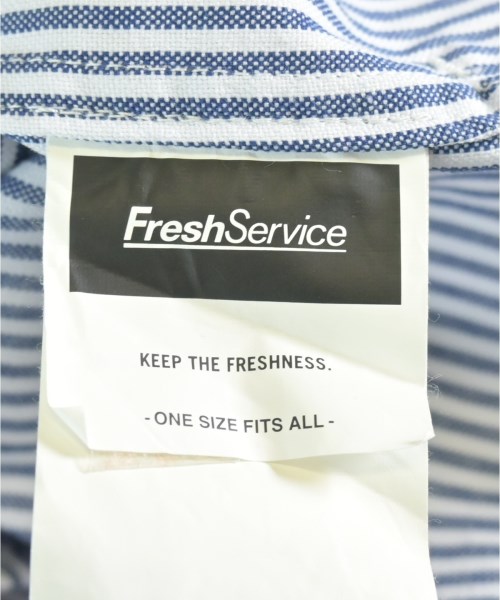 FreshService
KEEP THE FRESHNESS.
- ONE SIZE FITS ALL -